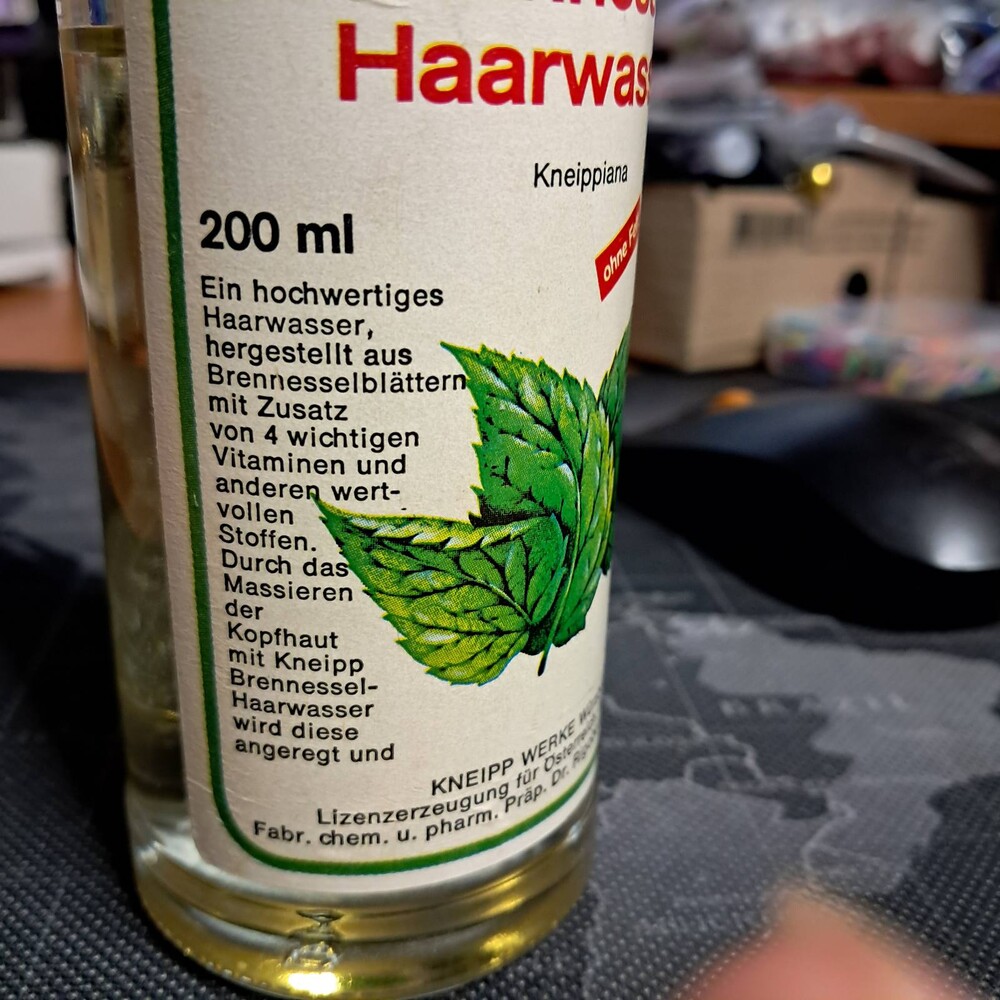 Haarwas
Kneippiana
200 ml
ohne
Ein hochwertiges
Haarwasser,
hergestellt aus
Brennesselblättern
mit Zusatz
von 4 wichtigen
Vitaminen und
anderen wert-
vollen
Stoffen.
Durch das
Massieren
der
Kopfhaut
mit Kneipp
Brennessel-
Haarwasser
wird diese
angeregt und
KNEIPP WERKE
Lizenzerzeugung für Österreich
Fabr. chem. u. pharm. Präp. Dr.